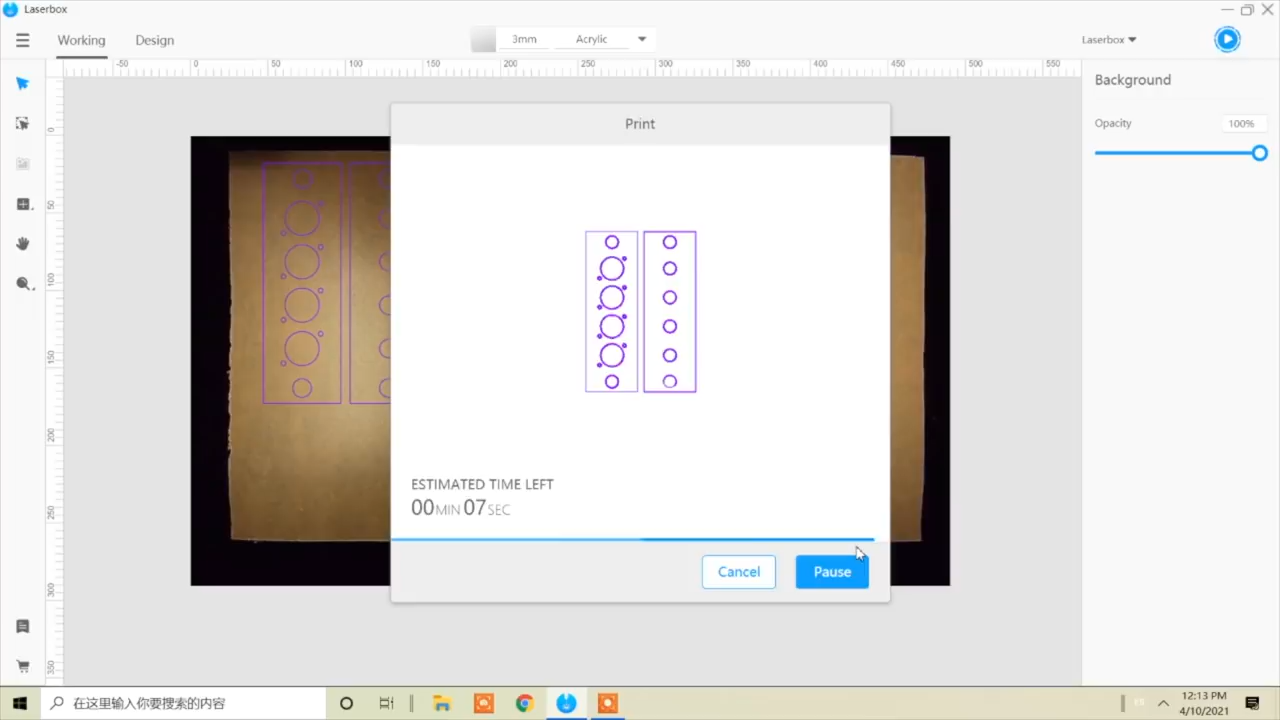 Laserbox
Working
Design
3mm
Acrylic
Laserbox
-50
0
50
100
150
200
250
300
350
400
450
500
550
0
50
100
150
200
250
300
350
Background
Opacity
100%
Print
ESTIMATED TIME LEFT
00MIN 07SEC
Cancel
Pause
在这里输入你要搜索的内容
12:13 PM
4/10/2021